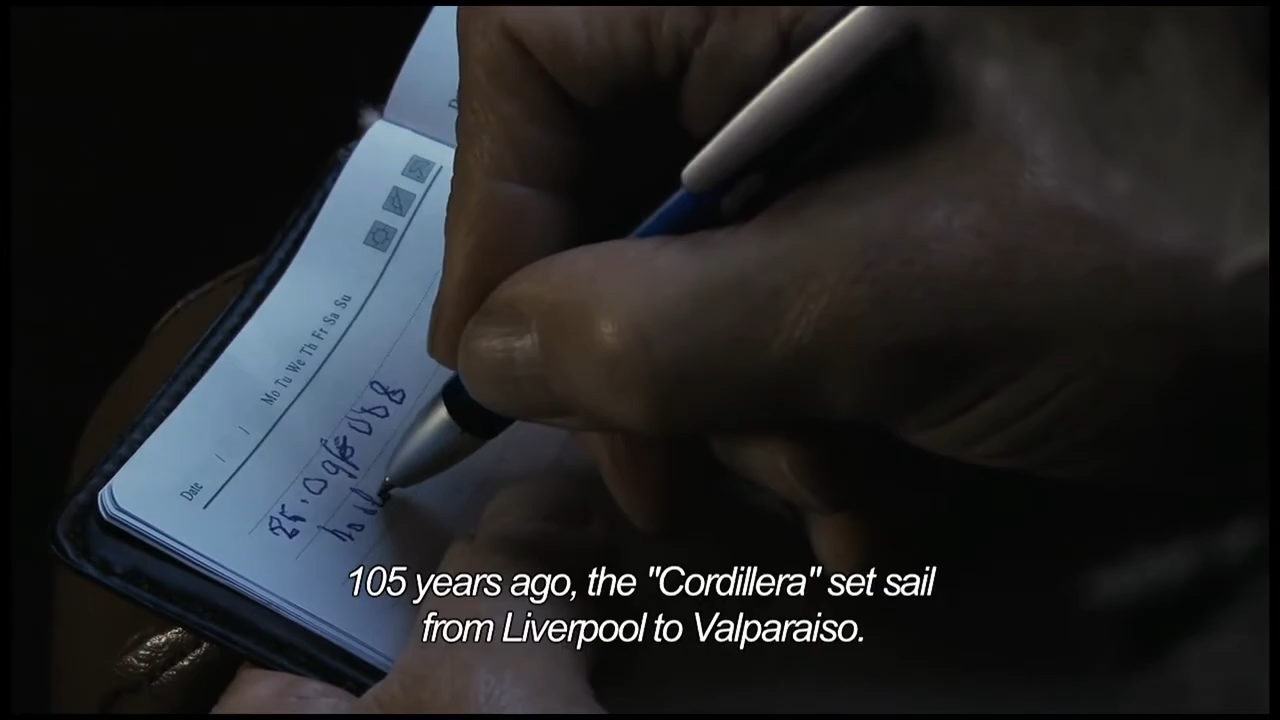 Date / /
Mo Tu We Th Fr Sa Su
105 years ago, the "Cordillera" set sail
from Liverpool to Valparaiso.